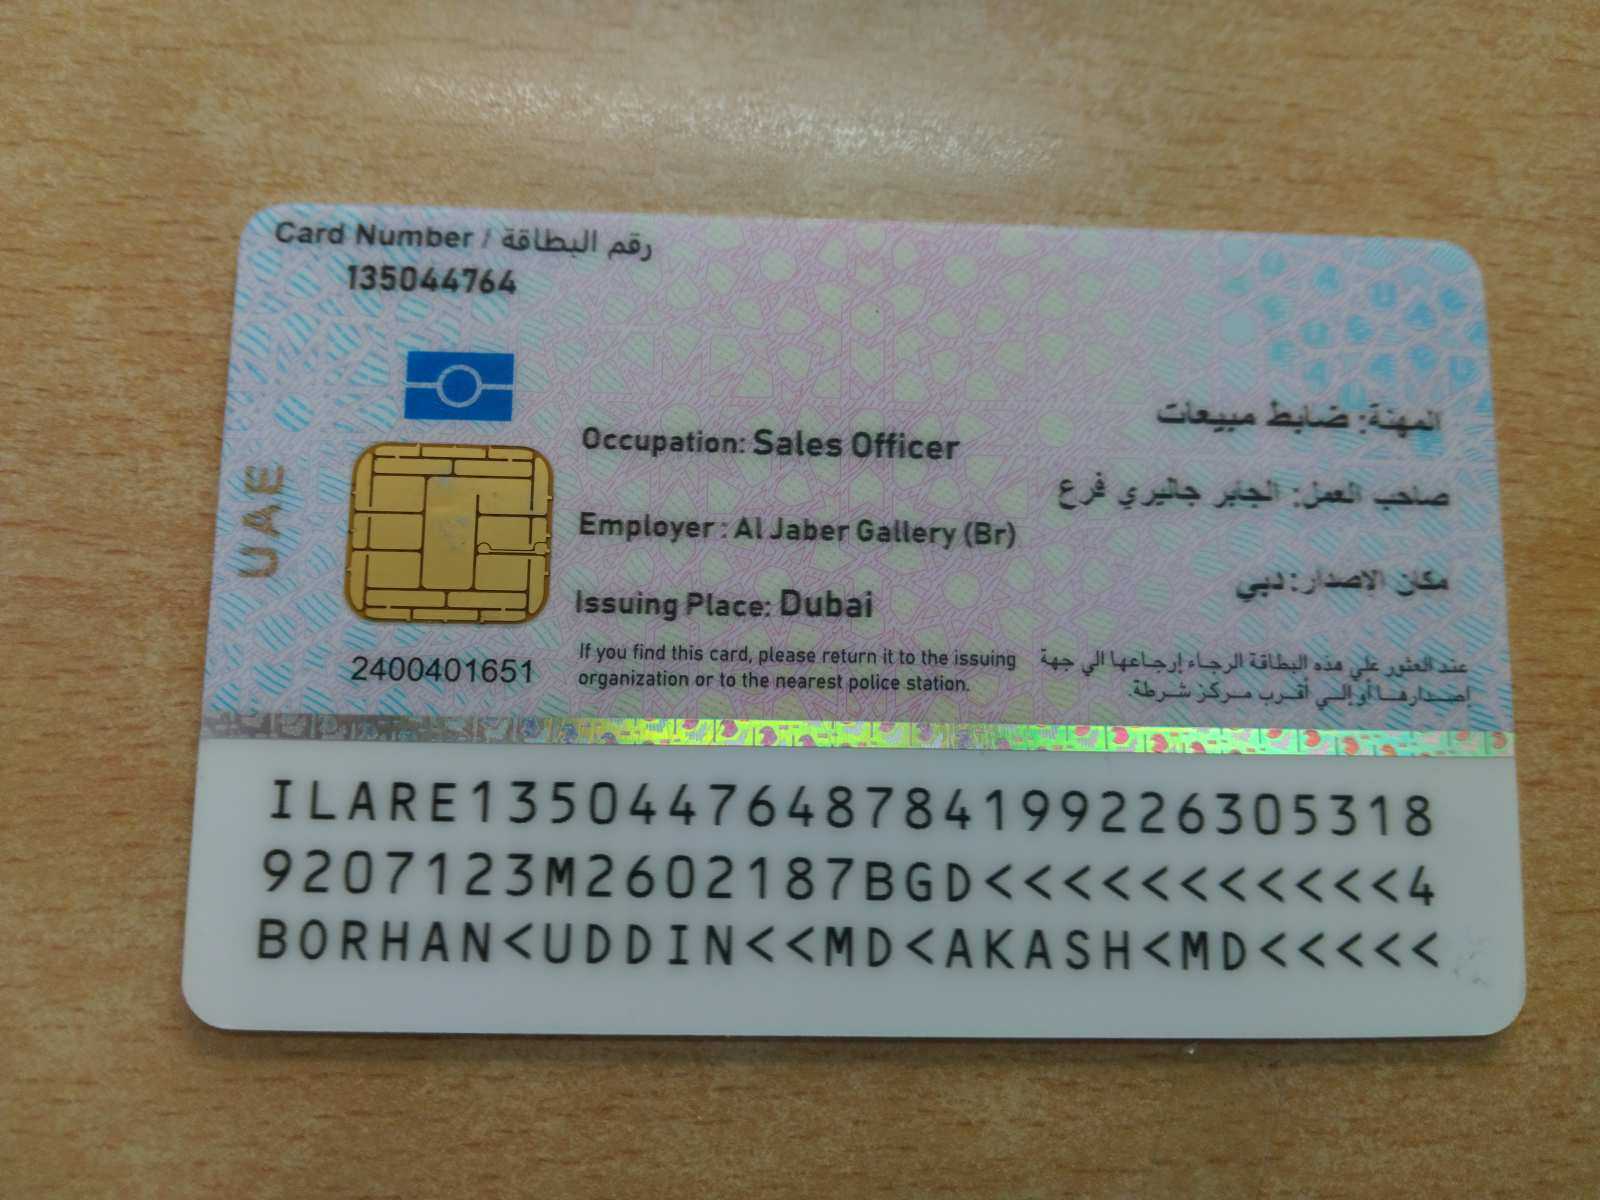 Card Number / رقم البطاقة
135044764
UAE
Occupation: Sales Officer
المهنة: ضابط مبيعات
Employer : Al Jaber Gallery (Br)
صاحب العمل: الجابر جاليري فرع
Issuing Place: Dubai
مكان الاصدار: دبي
2400401651
If you find this card, please return it to the issuing
organization or to the nearest police station.
عند العثور علي هذه البطاقة الرجاء إرجاعها الي جهة
إصدارها أو إلي أقرب مركز شرطة.
ILARE1350447648784199226305318
9207123M2602187BGD<<<<<<<<<<<4
BORHAN<UDDIN<<MD<AKASH<MD<<<<<